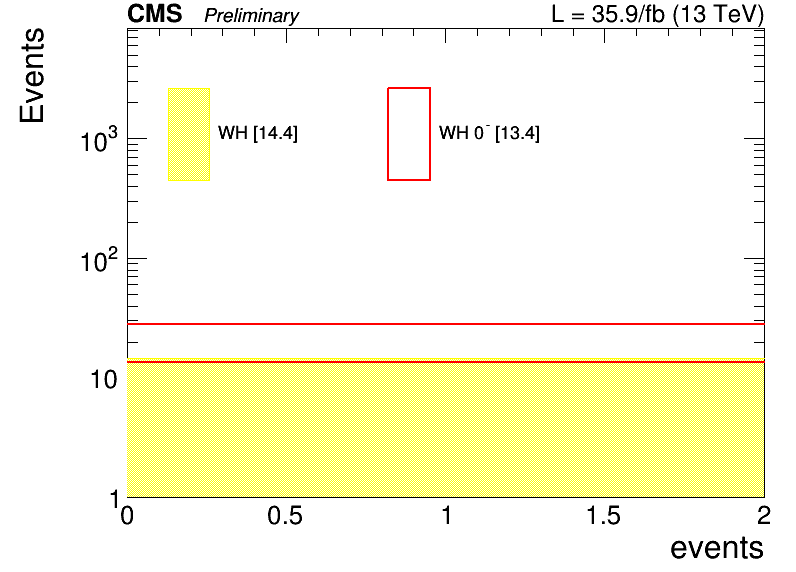 CMS Preliminary L = 35.9/fb (13 TeV)
Events
WH [14.4] WH 0⁻ [13.4]
10³
10²
10
1
0 0.5 1 1.5 2
events